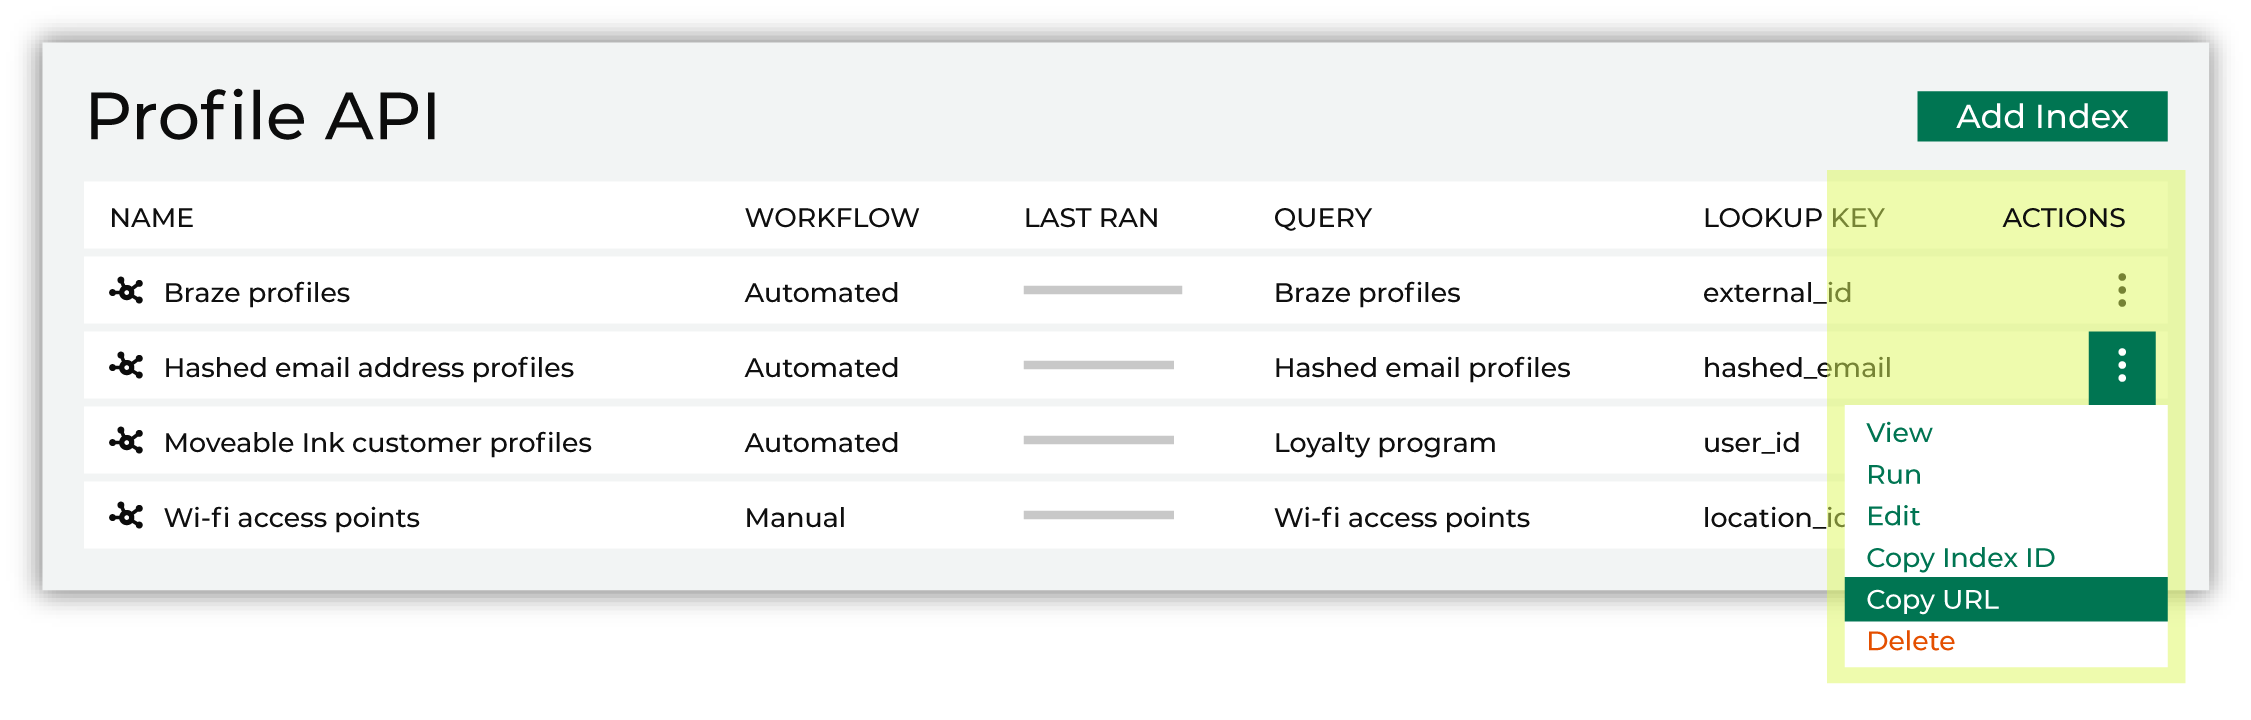 Profile API
Add Index
NAME WORKFLOW LAST RAN QUERY LOOKUP KEY ACTIONS
Braze profiles Automated Braze profiles external_id
Hashed email address profiles Automated Hashed email profiles hashed_email
Moveable Ink customer profiles Automated Loyalty program user_id
Wi-fi access points Manual Wi-fi access points location_id
View
Run
Edit
Copy Index ID
Copy URL
Delete